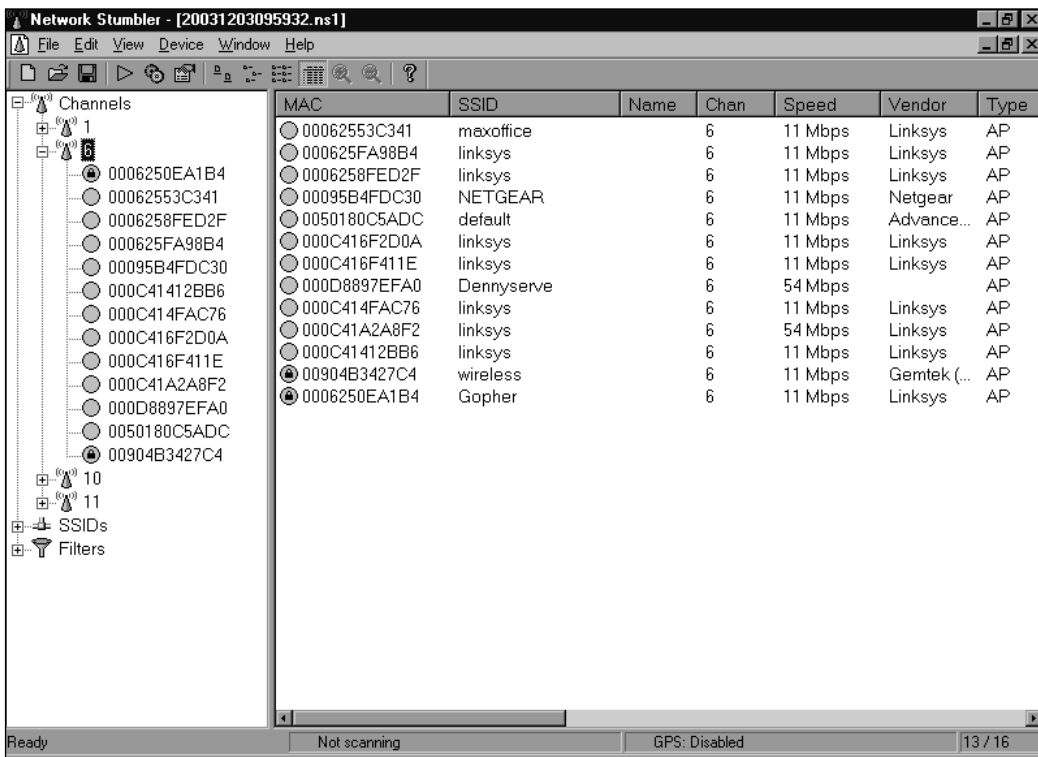 Network Stumbler - [20031203095932.ns1]
File Edit View Device Window Help
Channels
1
6
0006250EA1B4
00062553C341
0006258FED2F
000625FA98B4
00095B4FDC30
000C41412BB6
000C414FAC76
000C416F2D0A
000C416F411E
000C41A2A8F2
000D8897EFA0
0050180C5ADC
00904B3427C4
10
11
SSIDs
Filters
MAC SSID Name Chan Speed Vendor Type
00062553C341 maxoffice 6 11 Mbps Linksys AP
000625FA98B4 linksys 6 11 Mbps Linksys AP
0006258FED2F linksys 6 11 Mbps Linksys AP
00095B4FDC30 NETGEAR 6 11 Mbps Netgear AP
0050180C5ADC default 6 11 Mbps Advance... AP
000C416F2D0A linksys 6 11 Mbps Linksys AP
000C416F411E linksys 6 11 Mbps Linksys AP
000D8897EFA0 Dennyserve 6 54 Mbps AP
000C414FAC76 linksys 6 11 Mbps Linksys AP
000C41A2A8F2 linksys 6 54 Mbps Linksys AP
000C41412BB6 linksys 6 11 Mbps Linksys AP
00904B3427C4 wireless 6 11 Mbps Gemtek (... AP
0006250EA1B4 Gopher 6 11 Mbps Linksys AP
Ready Not scanning GPS: Disabled 13 / 16